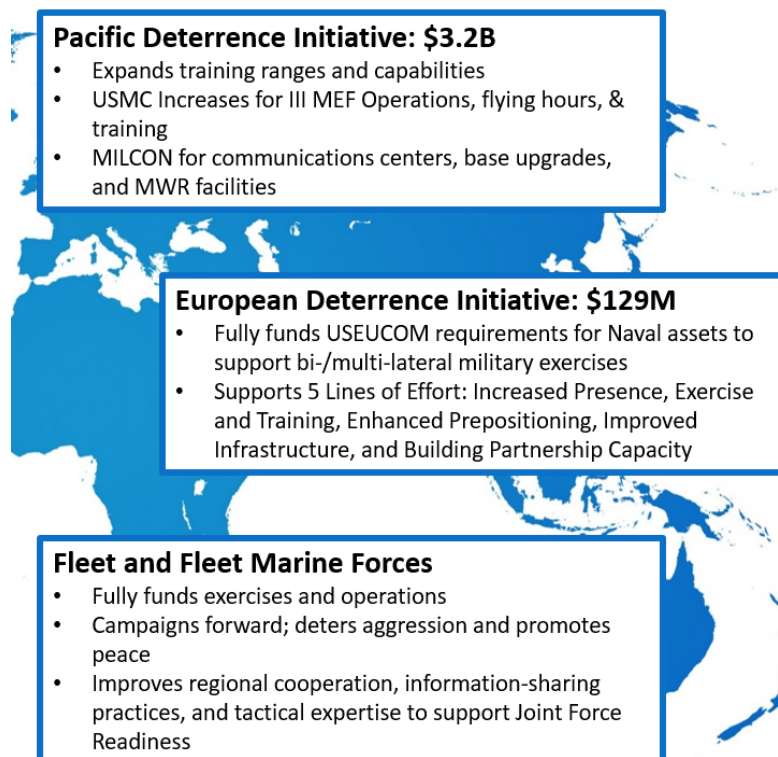 Pacific Deterrence Initiative: $3.2B
• Expands training ranges and capabilities
• USMC Increases for III MEF Operations, flying hours, &
training
• MILCON for communications centers, base upgrades,
and MWR facilities
European Deterrence Initiative: $129M
• Fully funds USEUCOM requirements for Naval assets to
support bi-/multi-lateral military exercises
• Supports 5 Lines of Effort: Increased Presence, Exercise
and Training, Enhanced Prepositioning, Improved
Infrastructure, and Building Partnership Capacity
Fleet and Fleet Marine Forces
• Fully funds exercises and operations
• Campaigns forward; deters aggression and promotes
peace
• Improves regional cooperation, information-sharing
practices, and tactical expertise to support Joint Force
Readiness